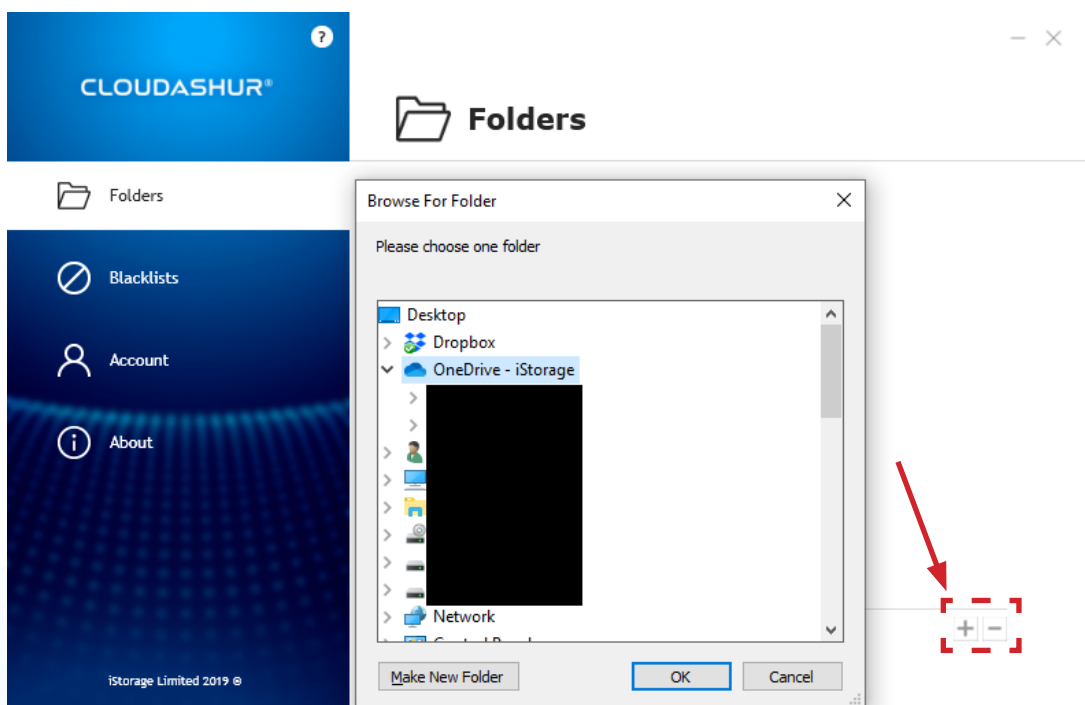 ?
CLOUDASHUR®
Folders
Folders
Blacklists
Account
About
iStorage Limited 2019 ©
Browse For Folder
Please choose one folder
Desktop
Dropbox
OneDrive - iStorage
Network
Make New Folder
OK
Cancel